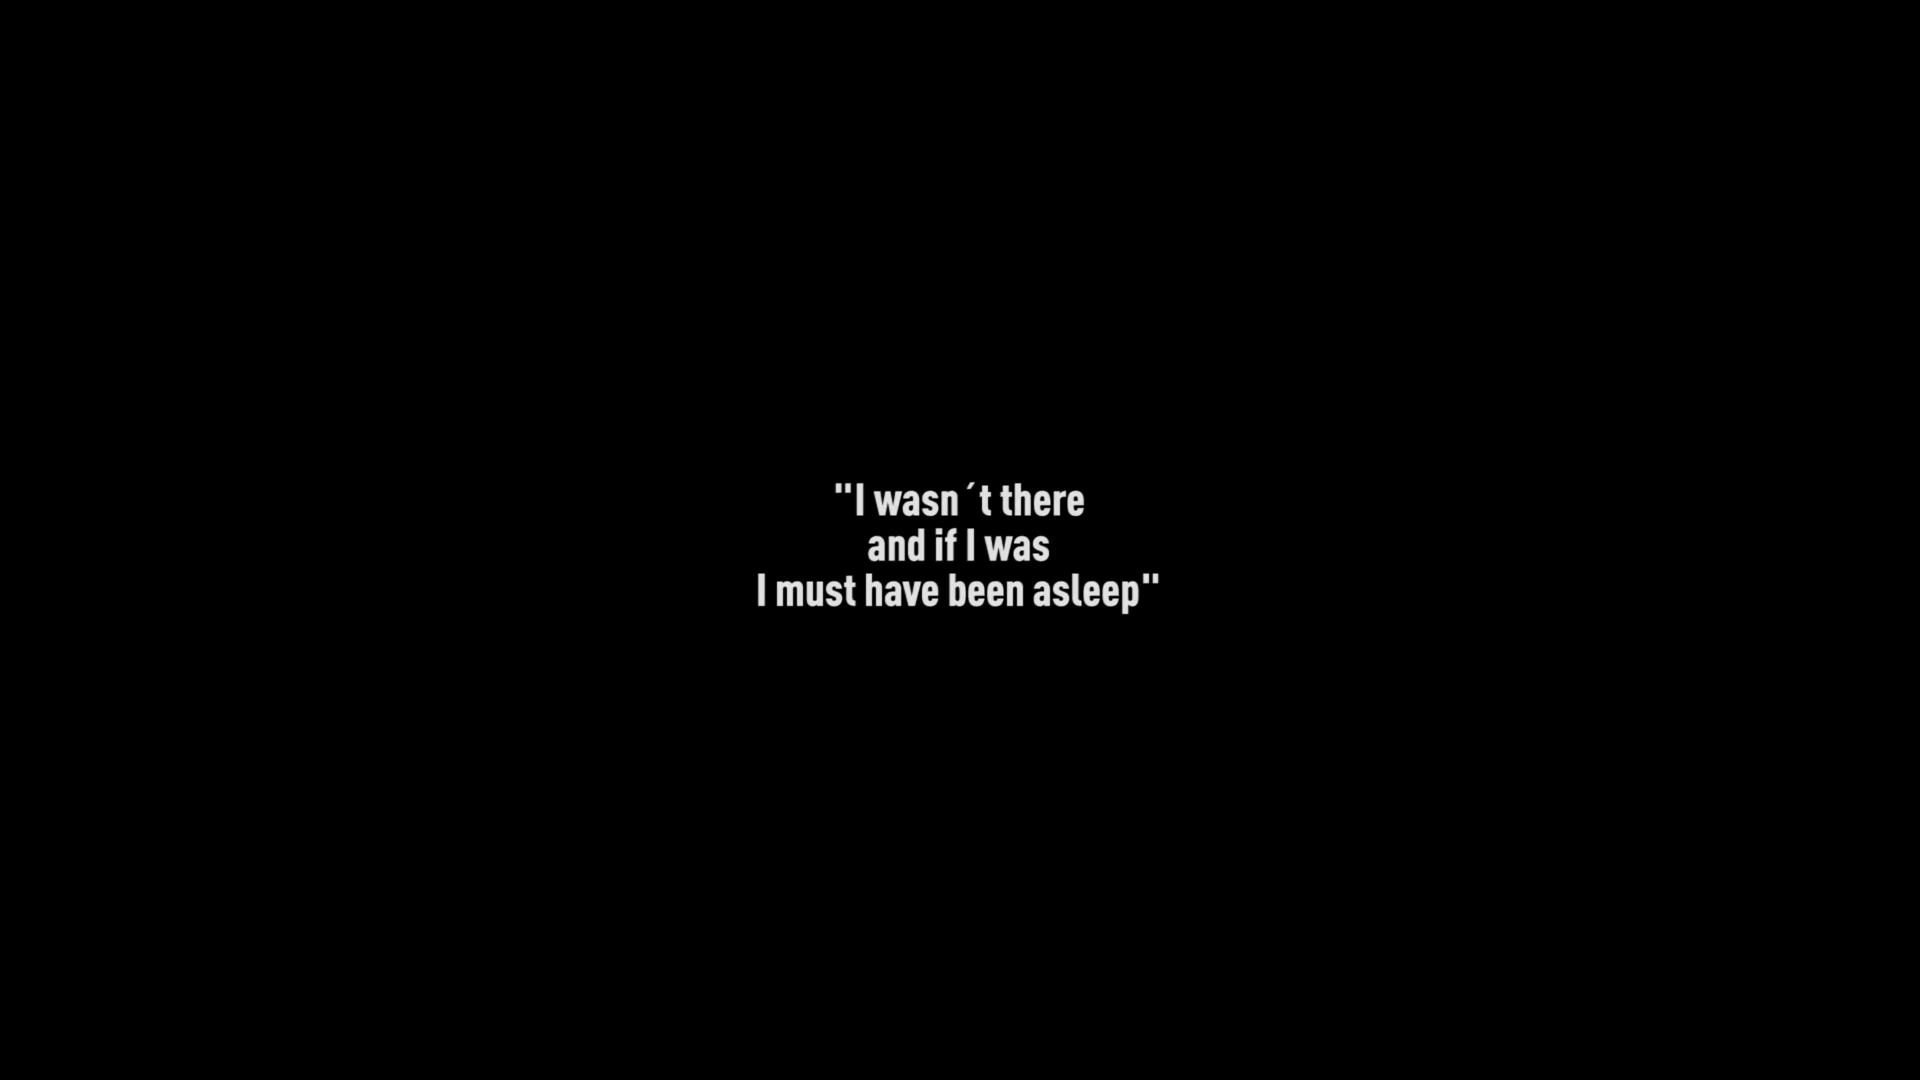 "I wasn´t there
and if I was
I must have been asleep"